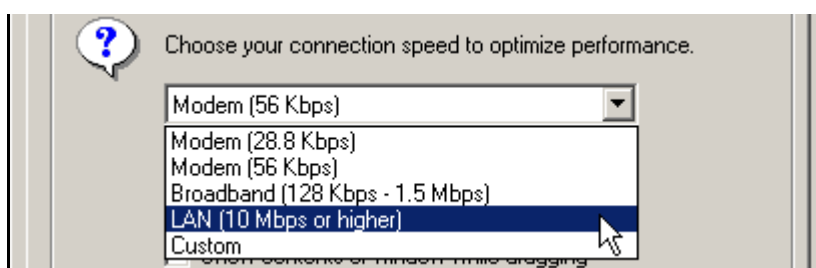 Choose your connection speed to optimize performance.
Modem (56 Kbps)
Modem (28.8 Kbps)
Modem (56 Kbps)
Broadband (128 Kbps - 1.5 Mbps)
LAN (10 Mbps or higher)
Custom